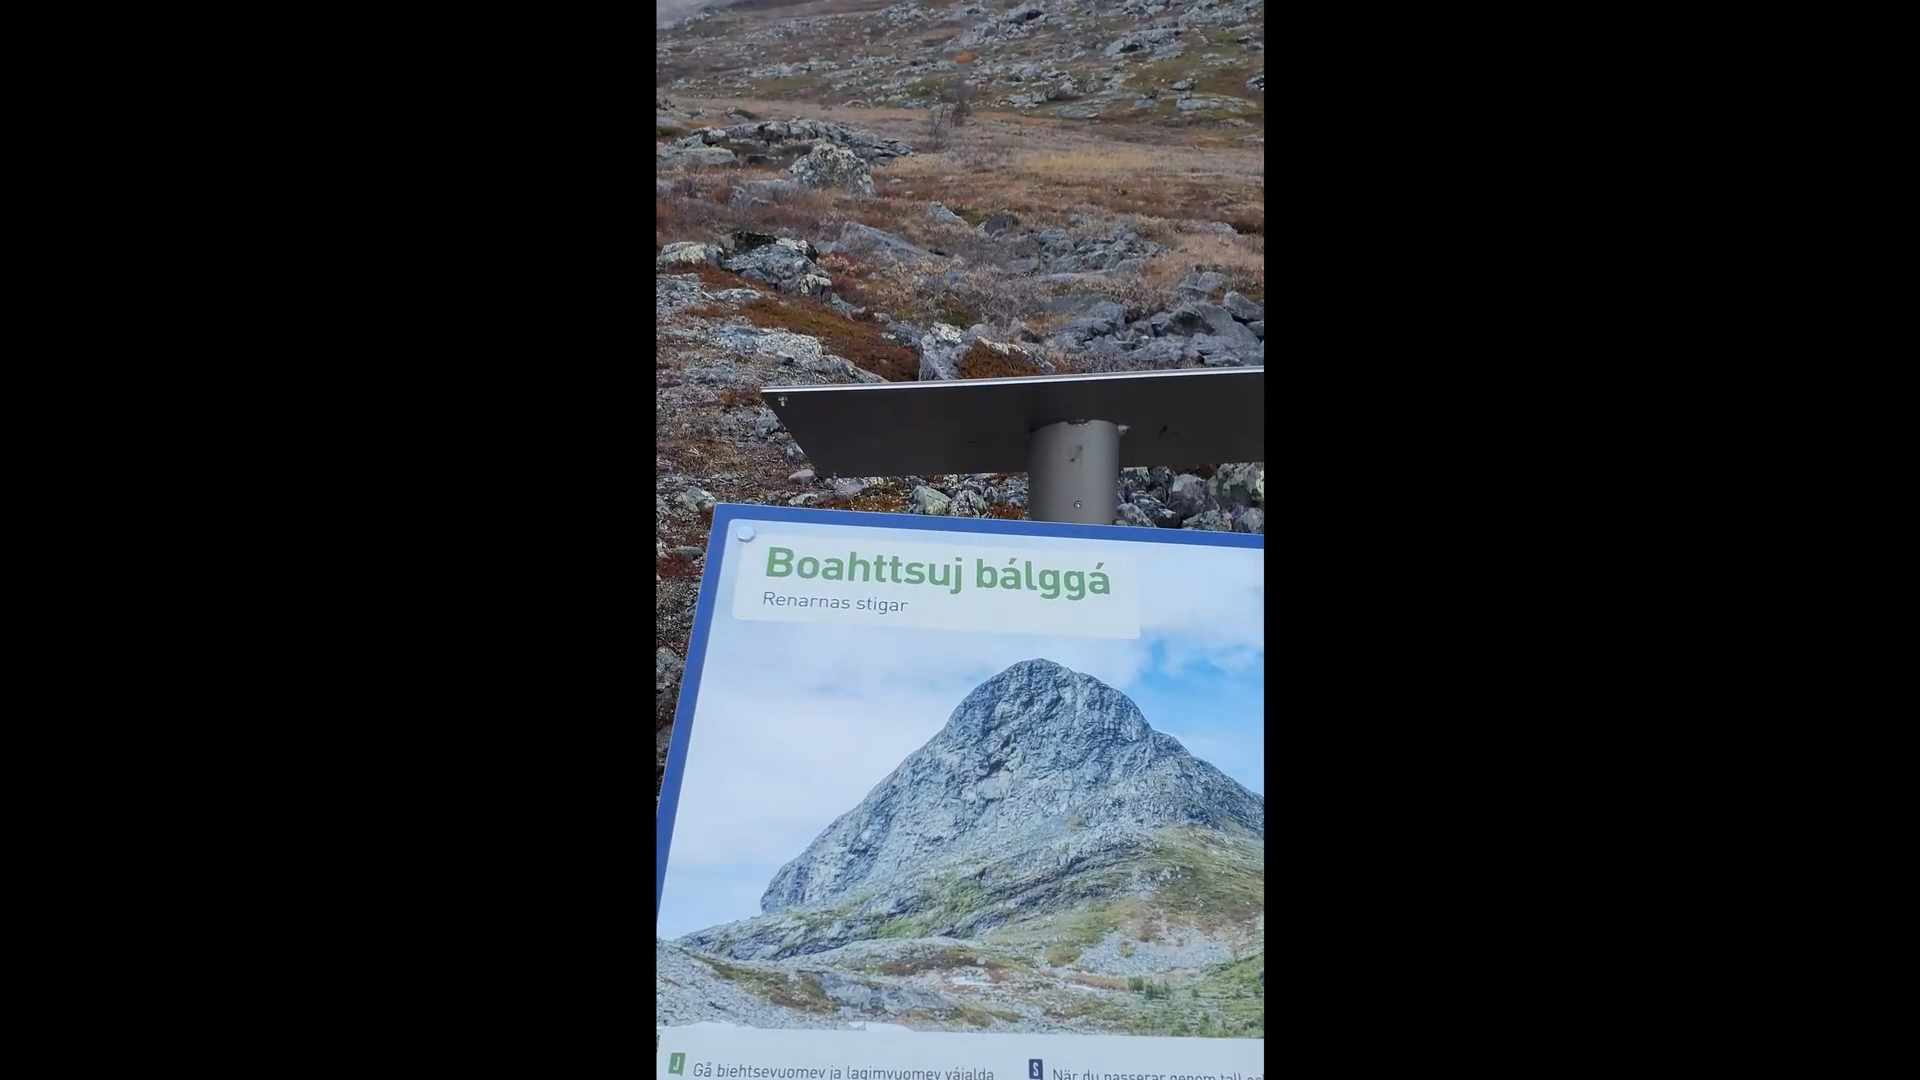 Boahttsuj bálggá
Renarnas stigar
J
Gå biehtsevuomev ja lagimvuomev vájalda
S
När du passerar genom tall